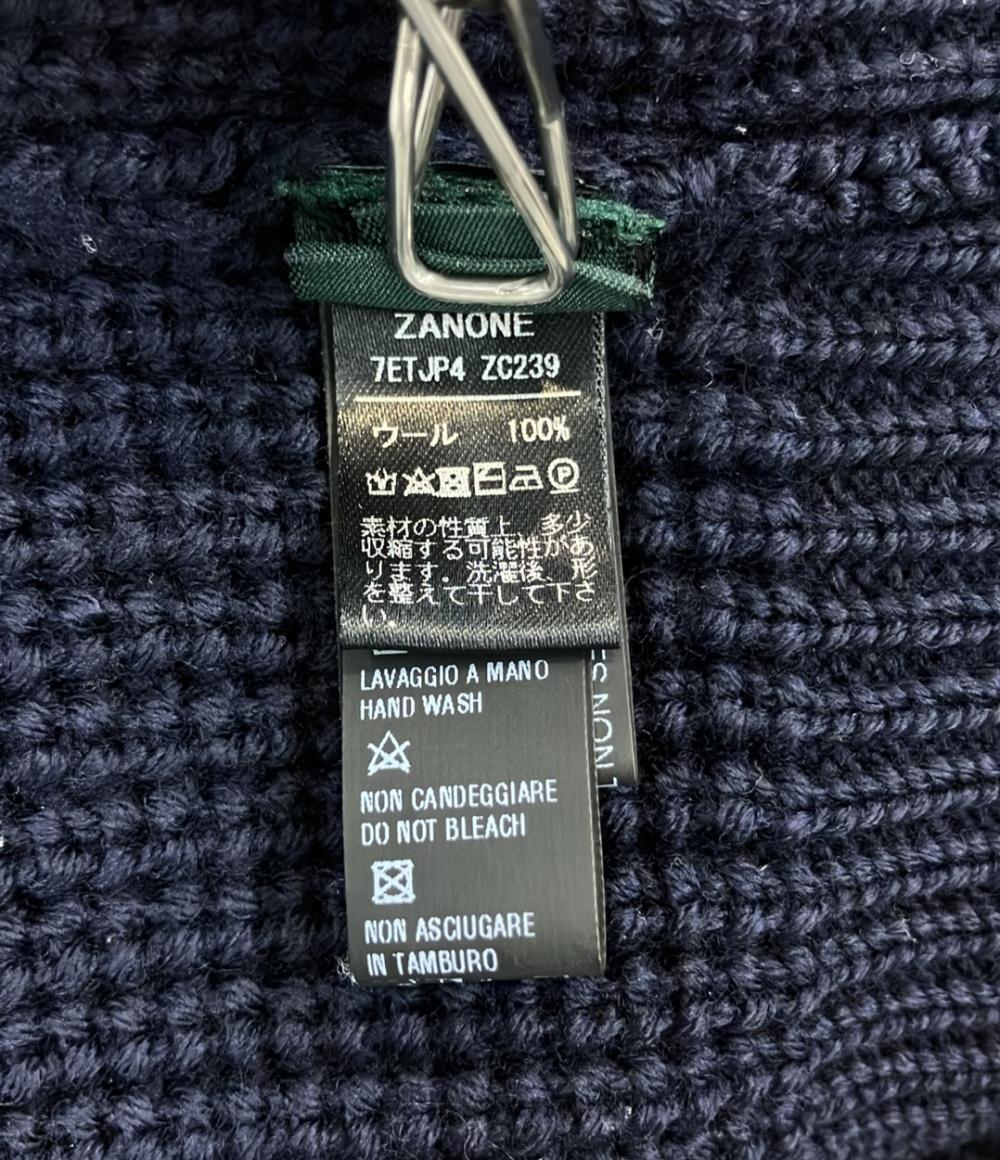 ZANONE
7ETJP4 ZC239
ウール 100%
P
素材の性質上、多少
収縮する可能性があ
ります．洗濯後、形
を整えて干して下さ
い．
LAVAGGIO A MANO
HAND WASH
NON CANDEGGIARE
DO NOT BLEACH
NON ASCIUGARE
IN TAMBURO
NON